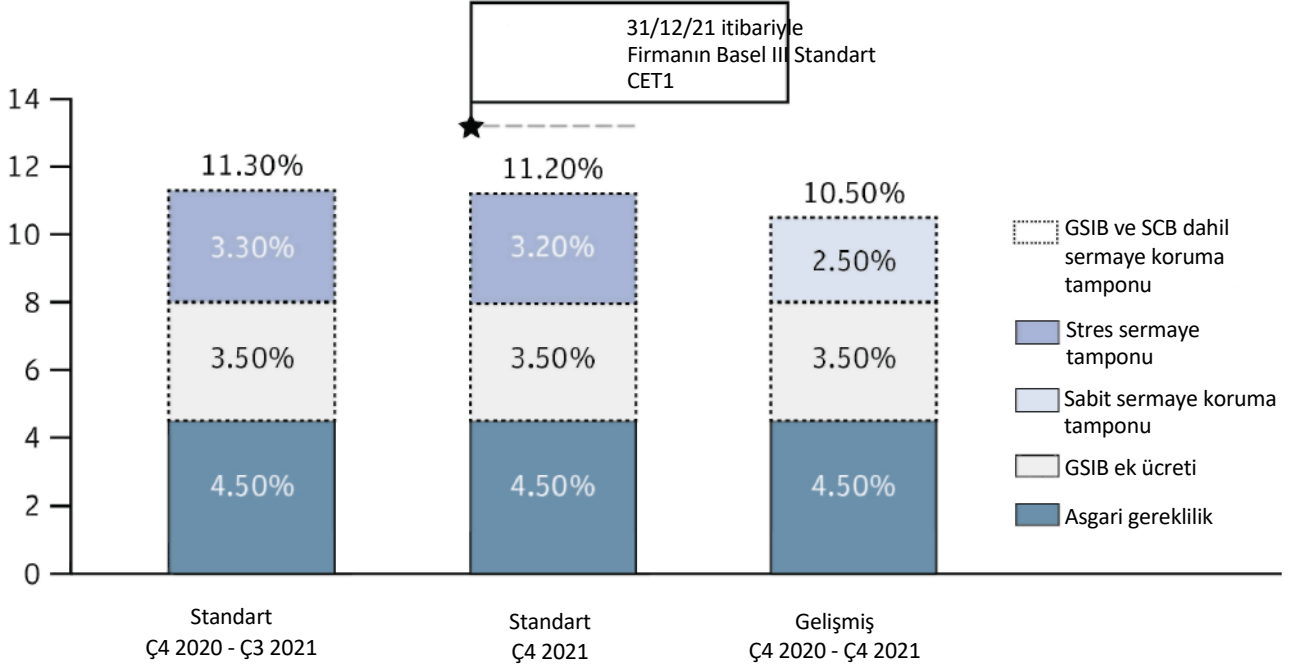 31/12/21 itibariyle
Firmanın Basel III Standart
CET1
14
12
10
8
6
4
2
0
11.30%
3.30%
3.50%
4.50%
11.20%
3.20%
3.50%
4.50%
10.50%
2.50%
3.50%
4.50%
Standart
Ç4 2020 - Ç3 2021
Standart
Ç4 2021
Gelişmiş
Ç4 2020 - Ç4 2021
GSIB ve SCB dahil
sermaye koruma
tamponu
Stres sermaye
tamponu
Sabit sermaye koruma
tamponu
GSIB ek ücreti
Asgari gereklilik